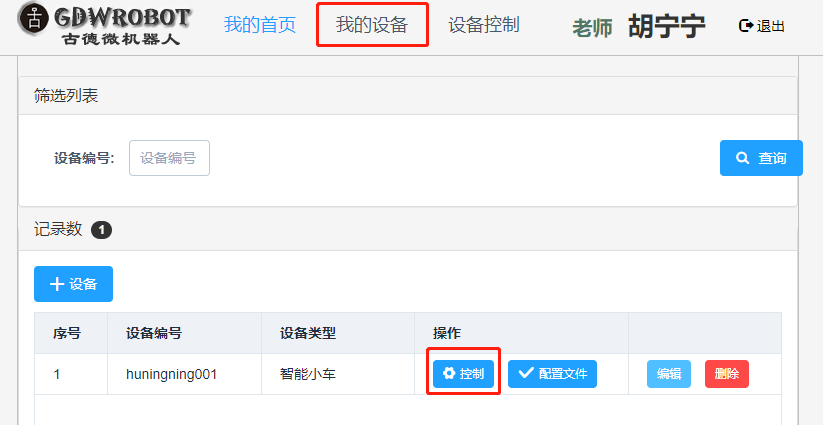 GDWROBOT
古德微机器人
我的首页 我的设备 设备控制 老师 胡宁宁 退出
筛选列表
设备编号: 设备编号 查询
记录数 1
设备
序号 设备编号 设备类型 操作
1 huningning001 智能小车 控制 配置文件 编辑 删除